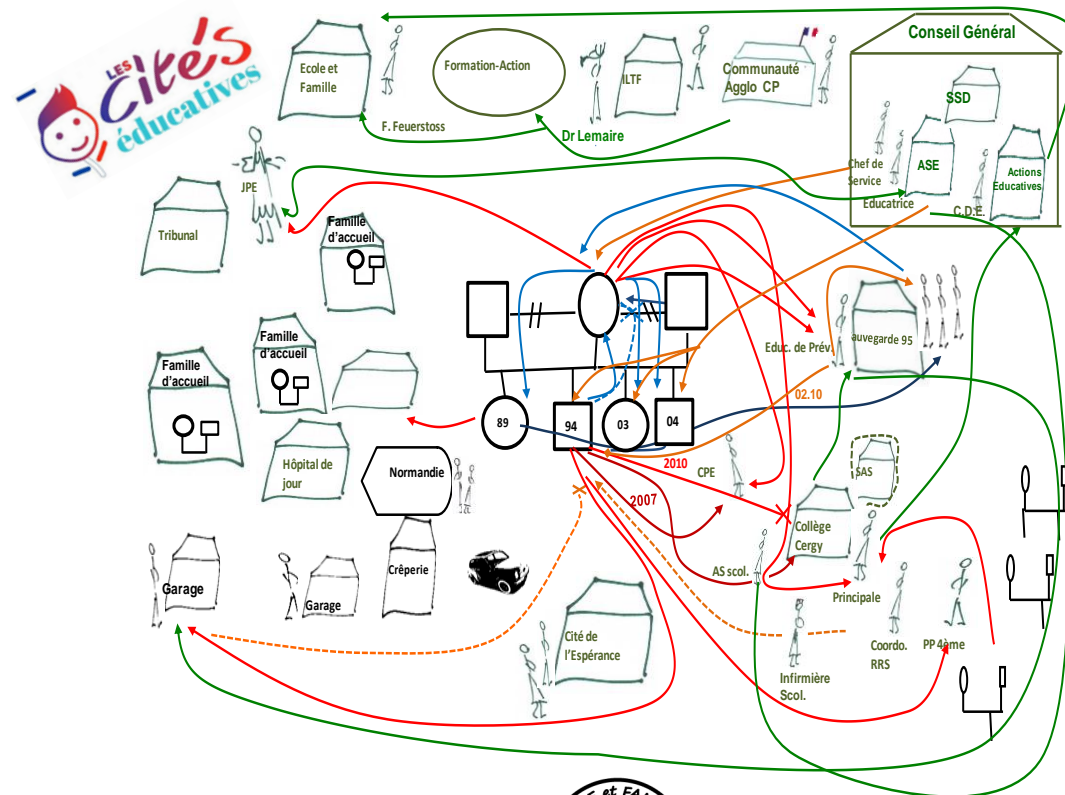 LES
Cités
éducatives
Ecole et
Famille
F. Feuerstoss
Formation-Action
Dr Lemaire
ILTF
Communauté
Agglo CP
Conseil Général
SSD
Chef de
Service
ASE
Educatrice
C.D.E.
Actions
Educatives
JPE
Tribunal
Famille
d'accueil
Famille
d'accueil
Famille
d'accueil
Educ. de Prév.
auvegarde 95
02.10
89
94
03
04
2010
2007
CPE
SAS
Hôpital de
jour
Normandie
Collège
Cergy
AS scol.
Principale
Garage
Garage
Crêperie
Cité de
l'Espérance
Infirmière
Scol.
Coordo.
RRS
PP 4ème
et FA